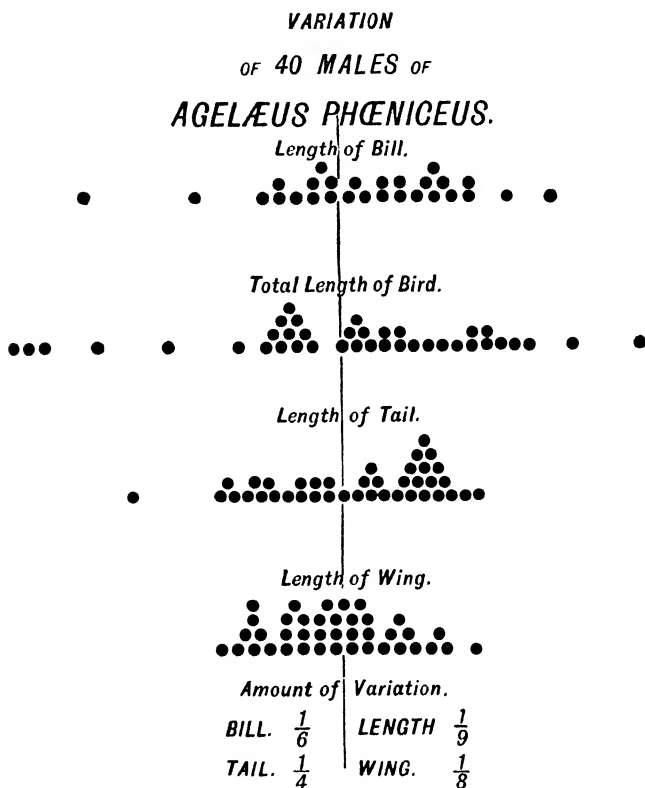 VARIATION
OF 40 MALES OF
AGELÆUS PHŒNICEUS.
Length of Bill.
Total Length of Bird.
Length of Tail.
Length of Wing.
Amount of Variation.
BILL. 1/6 LENGTH 1/9
TAIL. 1/4 WING. 1/8